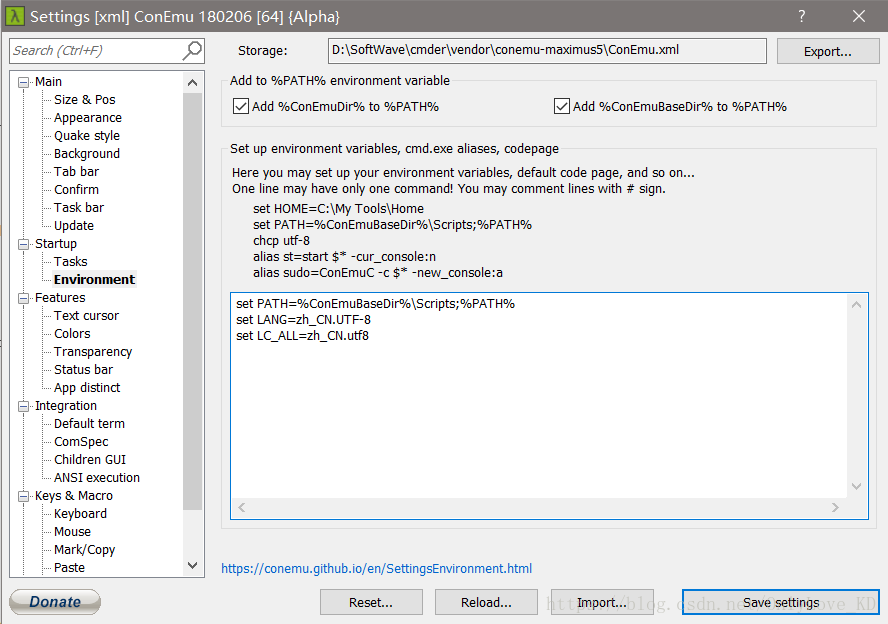 Settings [xml] ConEmu 180206 [64] {Alpha}
?
Search (Ctrl+F)
Main
Size & Pos
Appearance
Quake style
Background
Tab bar
Confirm
Task bar
Update
Startup
Tasks
Environment
Features
Text cursor
Colors
Transparency
Status bar
App distinct
Integration
Default term
ComSpec
Children GUI
ANSI execution
Keys & Macro
Keyboard
Mouse
Mark/Copy
Paste
Storage:
D:\SoftWave\cmder\vendor\conemu-maximus5\ConEmu.xml
Export...
Add to %PATH% environment variable
Add %ConEmuDir% to %PATH%
Add %ConEmuBaseDir% to %PATH%
Set up environment variables, cmd.exe aliases, codepage
Here you may set up your environment variables, default code page, and so on...
One line may have only one command! You may comment lines with # sign.
set HOME=C:\My Tools\Home
set PATH=%ConEmuBaseDir%\Scripts;%PATH%
chcp utf-8
alias st=start $* -cur_console:n
alias sudo=ConEmuC -c $* -new_console:a
set PATH=%ConEmuBaseDir%\Scripts;%PATH%
set LANG=zh_CN.UTF-8
set LC_ALL=zh_CN.utf8
https://conemu.github.io/en/SettingsEnvironment.html
Donate
Reset...
Reload...
Import...
Save settings